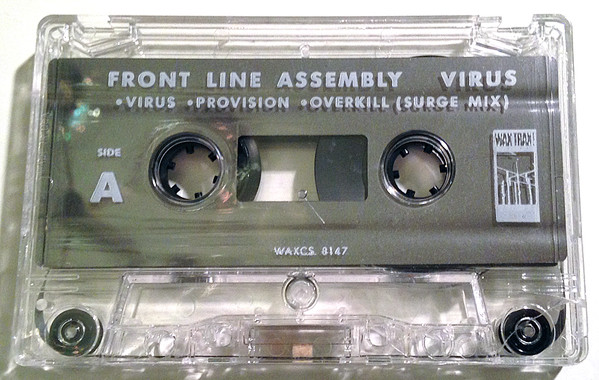 FRONT LINE ASSEMBLY VIRUS
•VIRUS •PROVISION •OVERKILL (SURGE MIX)
SIDE
A
WAX TRAX!
WAXCS 8147